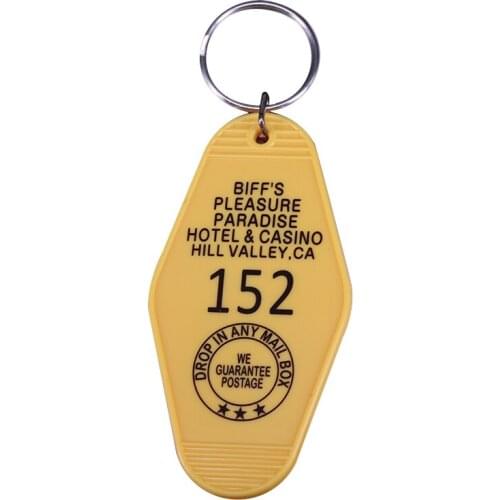 BIFF'S
PLEASURE
PARADISE
HOTEL & CASINO
HILL VALLEY,CA
152
DROP IN ANY MAIL BOX
WE
GUARANTEE
POSTAGE